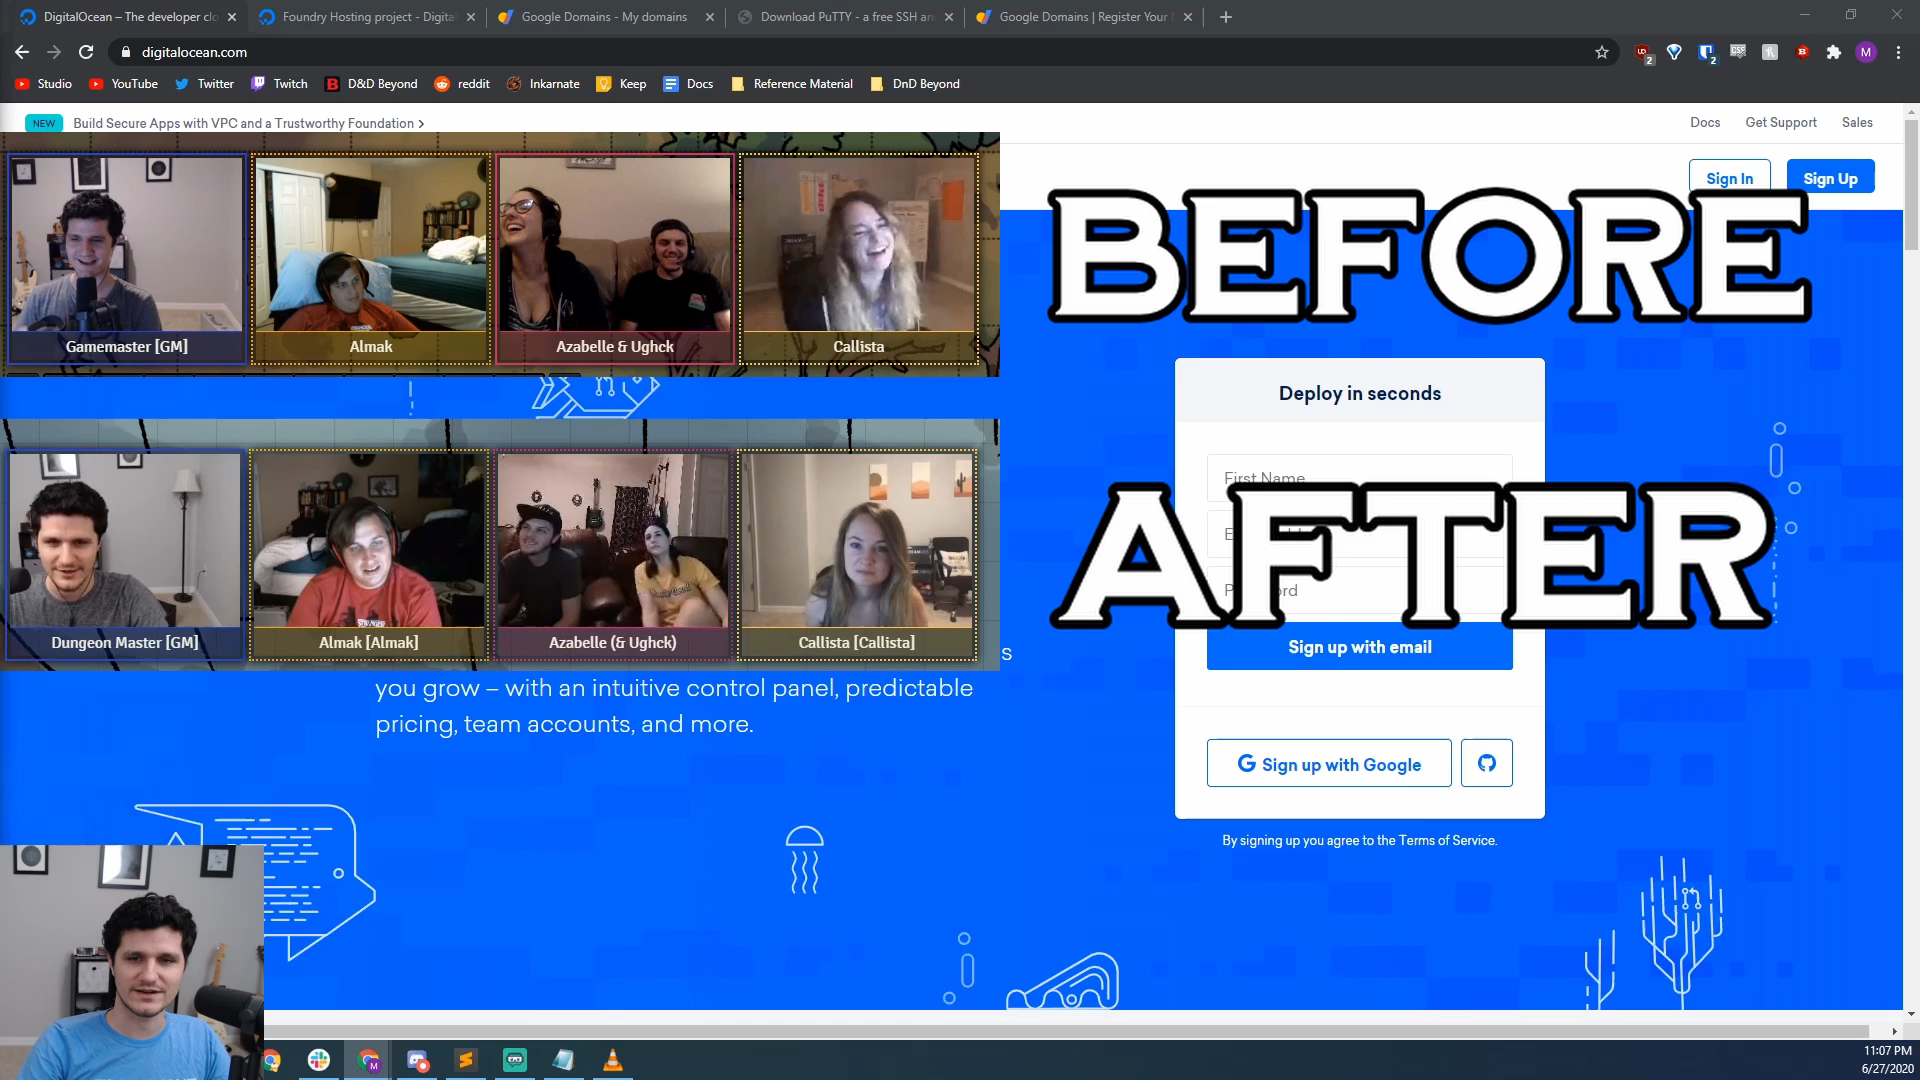 DigitalOcean – The developer clo
Foundry Hosting project - Digital
Google Domains - My domains
Download PuTTY - a free SSH an
Google Domains | Register Your D
digitalocean.com
Studio
YouTube
Twitter
Twitch
D&D Beyond
reddit
Inkarnate
Keep
Docs
Reference Material
DnD Beyond
NEW
Build Secure Apps with VPC and a Trustworthy Foundation
Docs
Get Support
Sales
Sign In
Sign Up
BEFORE
Gamemaster [GM]
Almak
Azabelle & Ughck
Callista
Deploy in seconds
First Name
AFTER
Dungeon Master [GM]
Almak [Almak]
Azabelle (& Ughck)
Callista [Callista]
Sign up with email
s
you grow – with an intuitive control panel, predictable
pricing, team accounts, and more.
Sign up with Google
By signing up you agree to the Terms of Service.
11:07 PM
6/27/2020